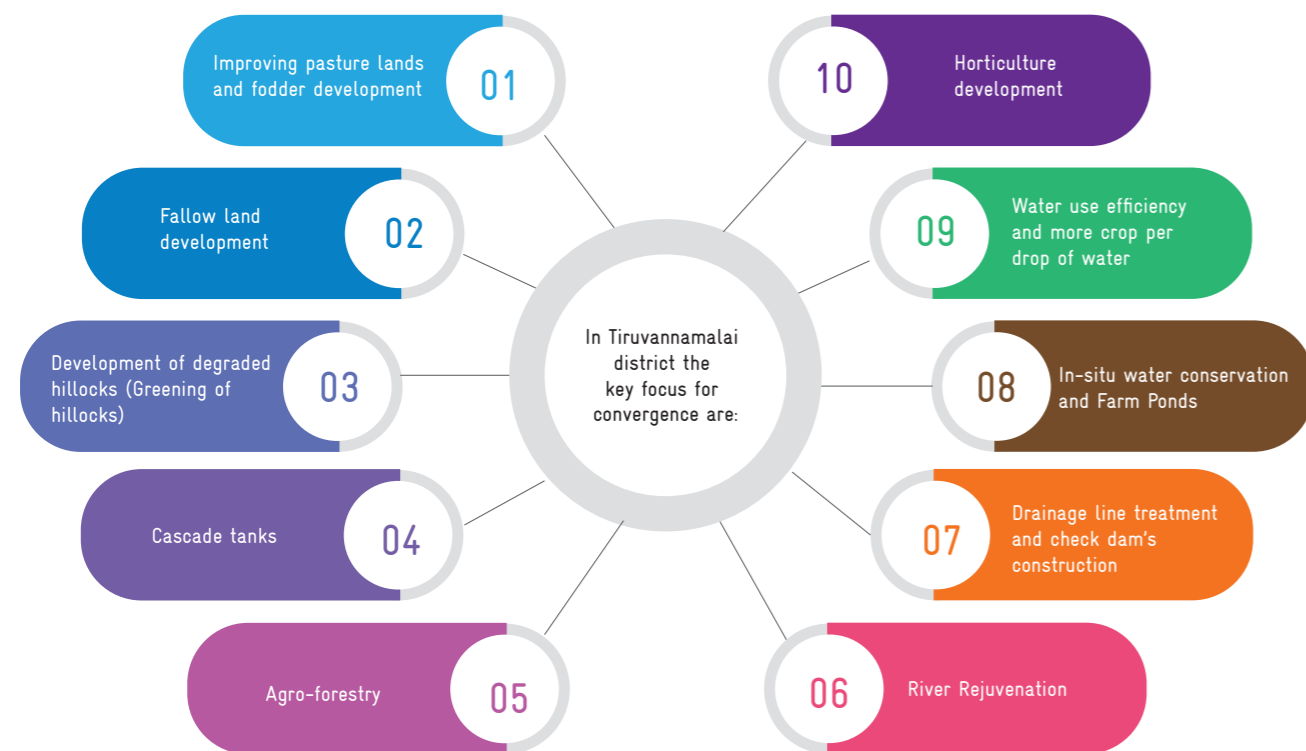 In Tiruvannamalai
district the
key focus for
convergence are:
Improving pasture lands
and fodder development
01
Fallow land
development
02
Development of degraded
hillocks (Greening of
hillocks)
03
Cascade tanks
04
Agro-forestry
05
06
River Rejuvenation
07
Drainage line treatment
and check dam's
construction
08
In-situ water conservation
and Farm Ponds
09
Water use efficiency
and more crop per
drop of water
10
Horticulture
development